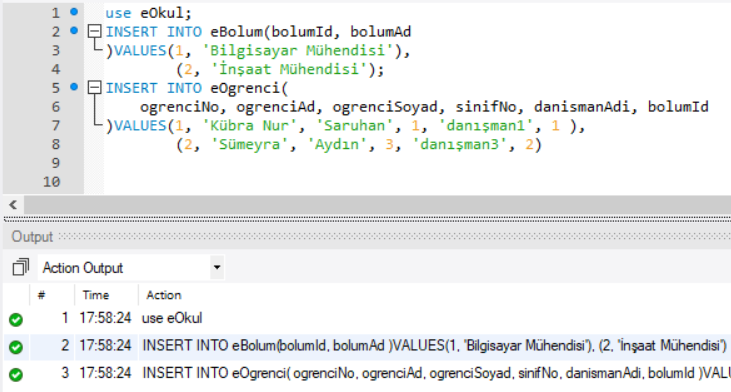 1 use eOkul;
2 INSERT INTO eBolum(bolumId, bolumAd
3 )VALUES(1, 'Bilgisayar Mühendisi'),
4 (2, 'İnşaat Mühendisi');
5 INSERT INTO eOgrenci(
6 ogrenciNo, ogrenciAd, ogrenciSoyad, sinifNo, danismanAdi, bolumId
7 )VALUES(1, 'Kübra Nur', 'Saruhan', 1, 'danışman1', 1 ),
8 (2, 'Sümeyra', 'Aydın', 3, 'danışman3', 2)
9
10
Output
Action Output
# Time Action
1 17:58:24 use eOkul
2 17:58:24 INSERT INTO eBolum(bolumId, bolumAd )VALUES(1, 'Bilgisayar Mühendisi'), (2, 'İnşaat Mühendisi')
3 17:58:24 INSERT INTO eOgrenci( ogrenciNo, ogrenciAd, ogrenciSoyad, sinifNo, danismanAdi, bolumId )VALU